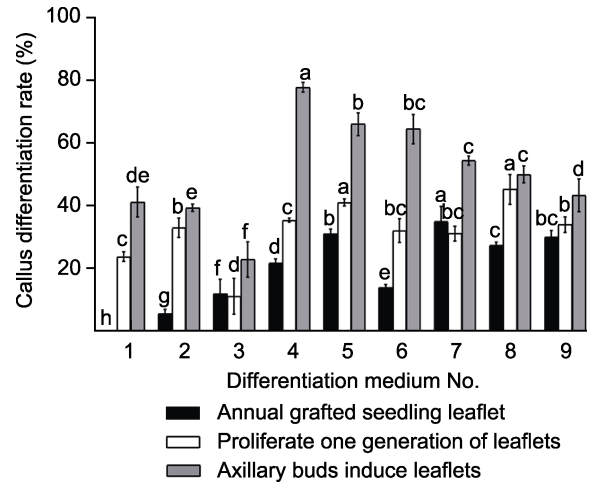 Callus differentiation rate (%)
100
80
60
40
20
h c de
g b e
f d f
d c a
b a b
e bc bc
a bc c
c a c
bc b d
1 2 3 4 5 6 7 8 9
Differentiation medium No.
Annual grafted seedling leaflet
Proliferate one generation of leaflets
Axillary buds induce leaflets